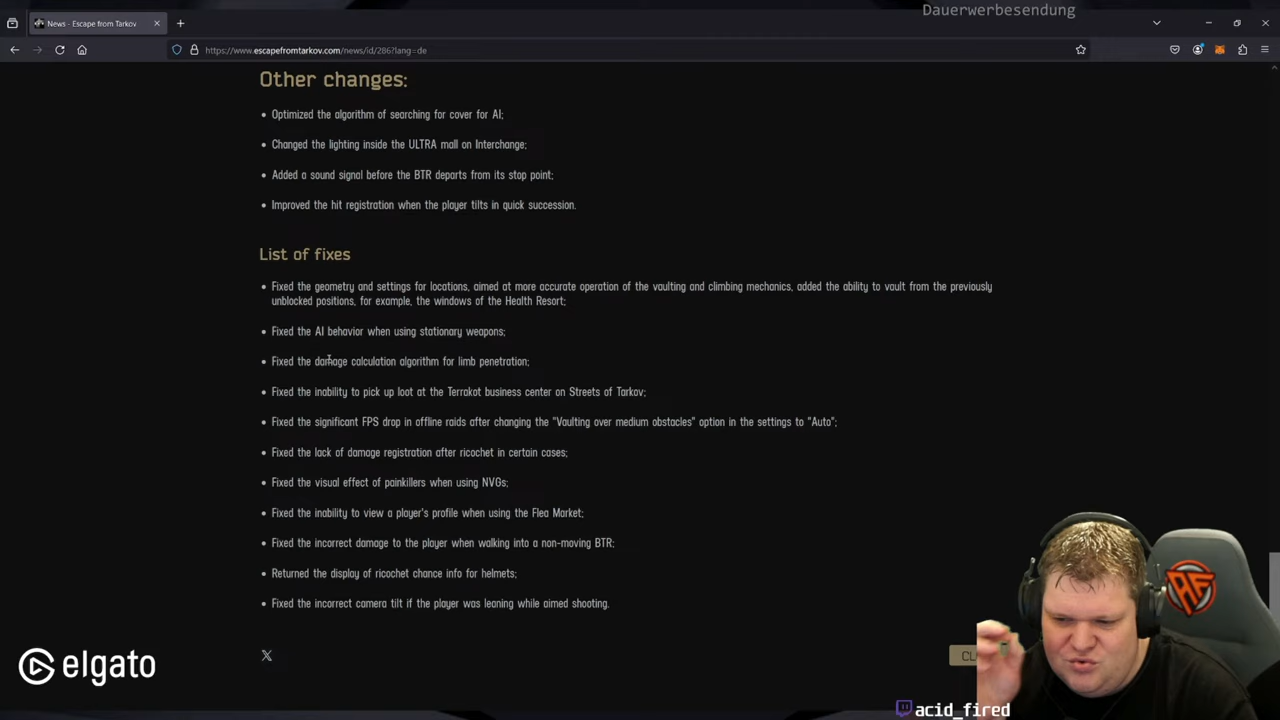 Dauerwerbesendung
News - Escape from Tarkov
https://www.escapefromtarkov.com/news/id/286?lang=de
Other changes:
• Optimized the algorithm of searching for cover for AI;
• Changed the lighting inside the ULTRA mall on Interchange;
• Added a sound signal before the BTR departs from its stop point;
• Improved the hit registration when the player tilts in quick succession.
List of fixes
• Fixed the geometry and settings for locations, aimed at more accurate operation of the vaulting and climbing mechanics, added the ability to vault from the previously
unblocked positions, for example, the windows of the Health Resort;
• Fixed the AI behavior when using stationary weapons;
• Fixed the damage calculation algorithm for limb penetration;
• Fixed the inability to pick up loot at the Terrakot business center on Streets of Tarkov;
• Fixed the significant FPS drop in offline raids after changing the "Vaulting over medium obstacles" option in the settings to "Auto";
• Fixed the lack of damage registration after ricochet in certain cases;
• Fixed the visual effect of painkillers when using NVGs;
• Fixed the inability to view a player's profile when using the Flea Market;
• Fixed the incorrect damage to the player when walking into a non-moving BTR;
• Returned the display of ricochet chance info for helmets;
• Fixed the incorrect camera tilt if the player was leaning while aimed shooting.
elgato
acid_fired